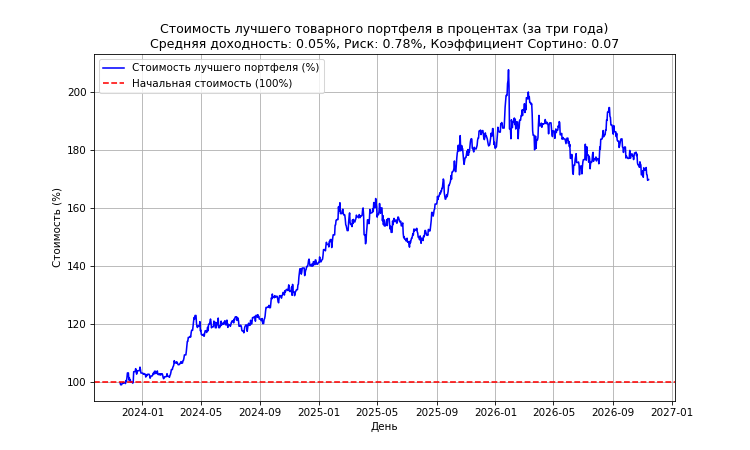 Стоимость лучшего товарного портфеля в процентах (за три года)
Средняя доходность: 0.05%, Риск: 0.78%, Коэффициент Сортино: 0.07
Стоимость лучшего портфеля (%)
Начальная стоимость (100%)
Стоимость (%)
200
180
160
140
120
100
2024-01 2024-05 2024-09 2025-01 2025-05 2025-09 2026-01 2026-05 2026-09 2027-01
День